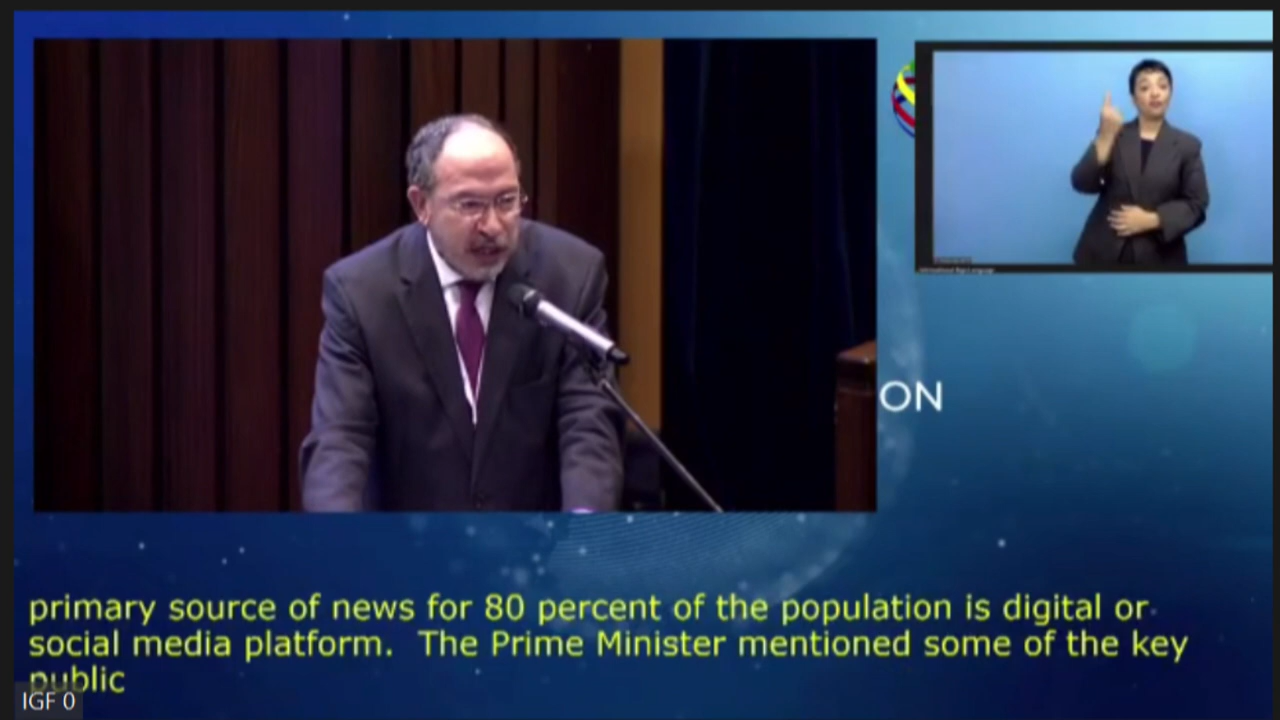 ON
primary source of news for 80 percent of the population is digital or
social media platform.  The Prime Minister mentioned some of the key
public
IGF 0